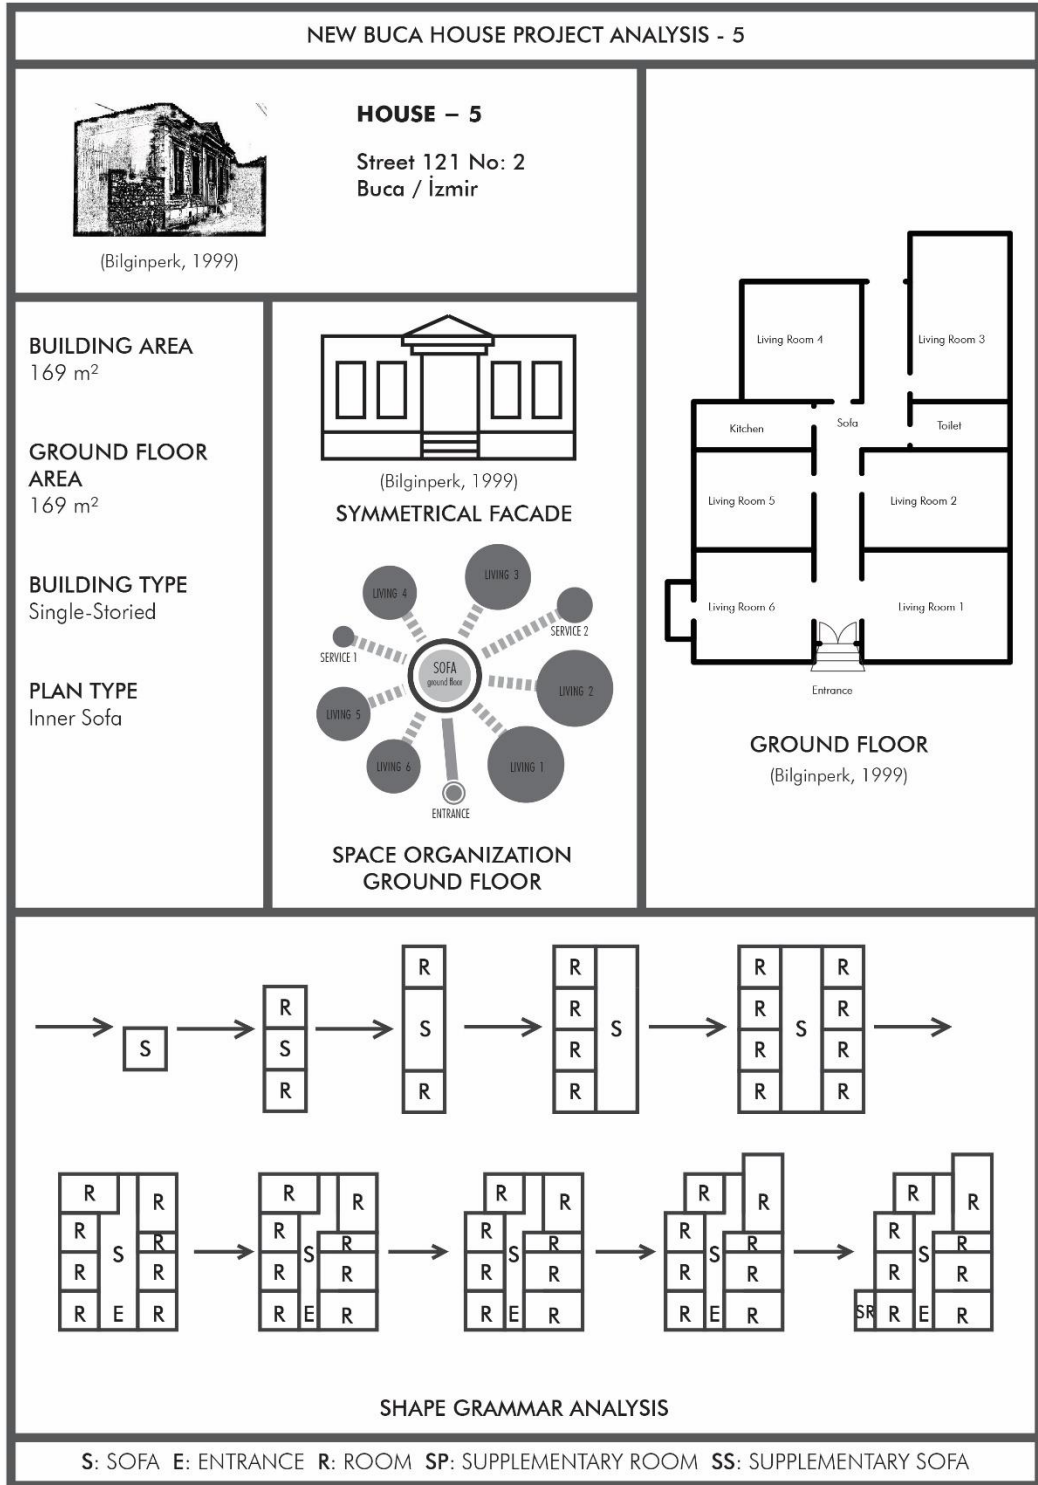 NEW BUCA HOUSE PROJECT ANALYSIS - 5
HOUSE – 5
Street 121 No: 2
Buca / İzmir
(Bilginperk, 1999)
BUILDING AREA
169 m²
GROUND FLOOR
AREA
169 m²
BUILDING TYPE
Single-Storied
PLAN TYPE
Inner Sofa
(Bilginperk, 1999)
SYMMETRICAL FACADE
LIVING 3
LIVING 4
SERVICE 2
SERVICE 1
SOFA
ground floor
LIVING 2
LIVING 5
LIVING 6
LIVING 1
ENTRANCE
SPACE ORGANIZATION
GROUND FLOOR
Living Room 4
Living Room 3
Kitchen
Sofa
Toilet
Living Room 5
Living Room 2
Living Room 6
Living Room 1
Entrance
GROUND FLOOR
(Bilginperk, 1999)
S
R
S
R
R
S
R
R
R
R
R
S
R
R
R
R
S
R
R
R
R
R
R
R
R
R
S
R
R
R
R
E
R
R
R
R
R
S
R
R
R
E
R
R
R
R
R
S
R
R
R
E
R
R
R
R
R
S
R
R
R
E
R
R
R
R
R
S
R
R
SR
R
E
R
SHAPE GRAMMAR ANALYSIS
S: SOFA E: ENTRANCE R: ROOM SP: SUPPLEMENTARY ROOM SS: SUPPLEMENTARY SOFA